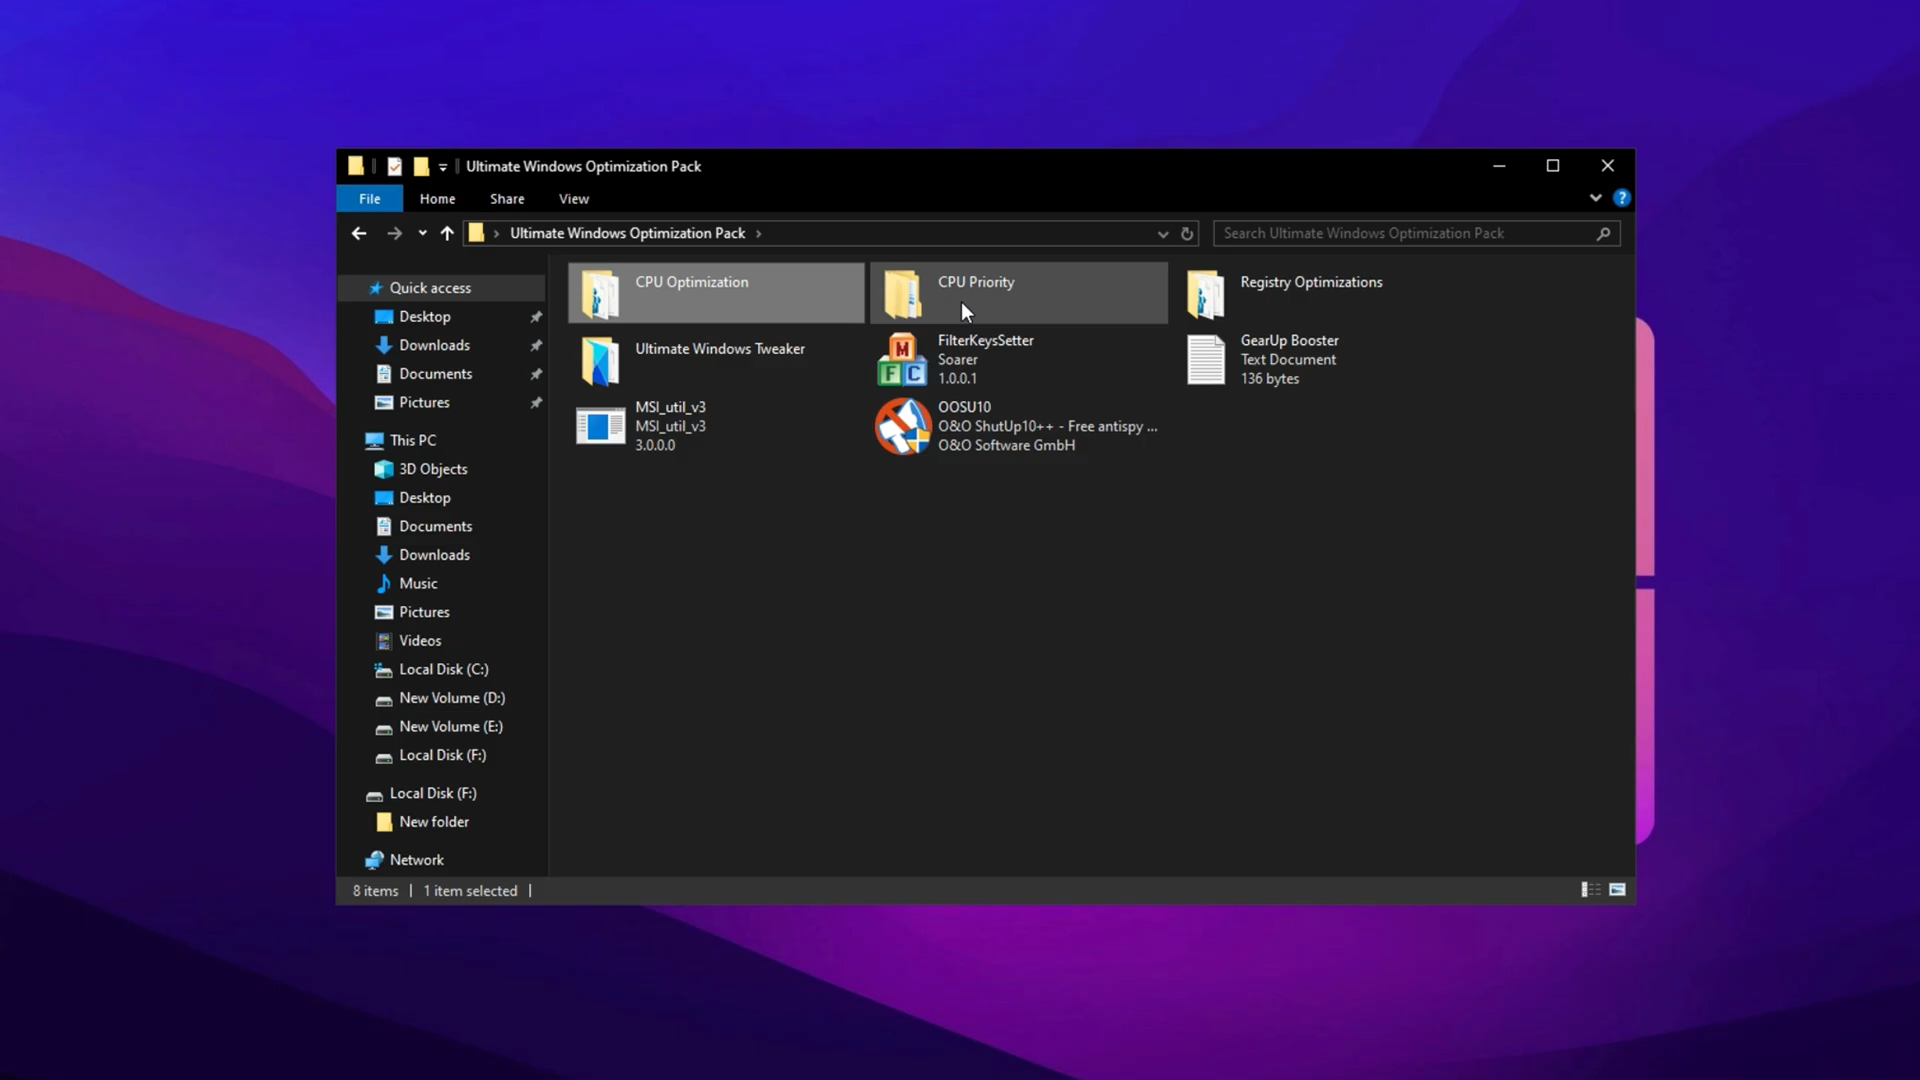 Ultimate Windows Optimization Pack
File
Home
Share
View
?
Ultimate Windows Optimization Pack
Search Ultimate Windows Optimization Pack
Quick access
Desktop
Downloads
Documents
Pictures
This PC
3D Objects
Desktop
Documents
Downloads
Music
Pictures
Videos
Local Disk (C:)
New Volume (D:)
New Volume (E:)
Local Disk (F:)
Local Disk (F:)
New folder
Network
CPU Optimization
CPU Priority
Registry Optimizations
Ultimate Windows Tweaker
M
F C
FilterKeysSetter
Soarer
1.0.0.1
GearUp Booster
Text Document
136 bytes
MSI_util_v3
MSI_util_v3
3.0.0.0
OOSU10
O&O ShutUp10++ - Free antispy ...
O&O Software GmbH
8 items
1 item selected